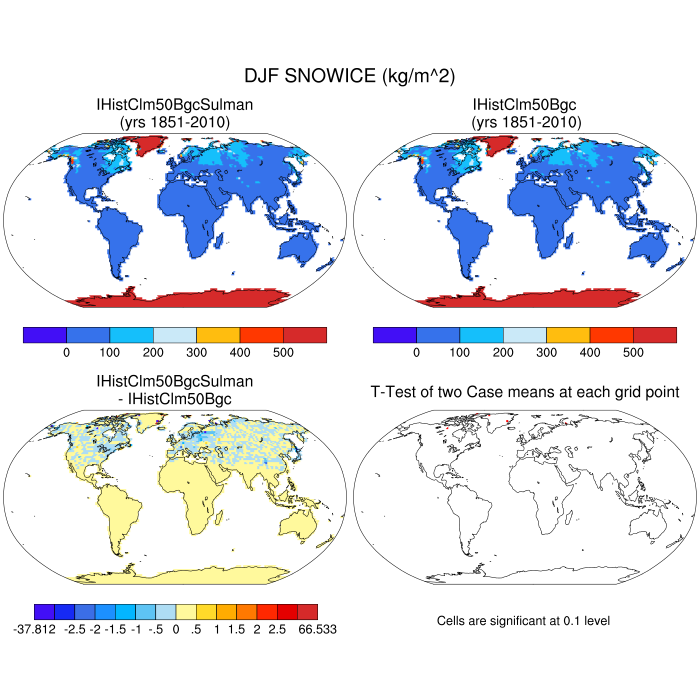 DJF SNOWICE (kg/m^2)
IHistClm50BgcSulman
(yrs 1851-2010)
IHistClm50Bgc
(yrs 1851-2010)
0 100 200 300 400 500
0 100 200 300 400 500
IHistClm50BgcSulman
- IHistClm50Bgc
T-Test of two Case means at each grid point
-37.812 -2.5 -2 -1.5 -1 -.5 0 .5 1 1.5 2 2.5 66.533
Cells are significant at 0.1 level